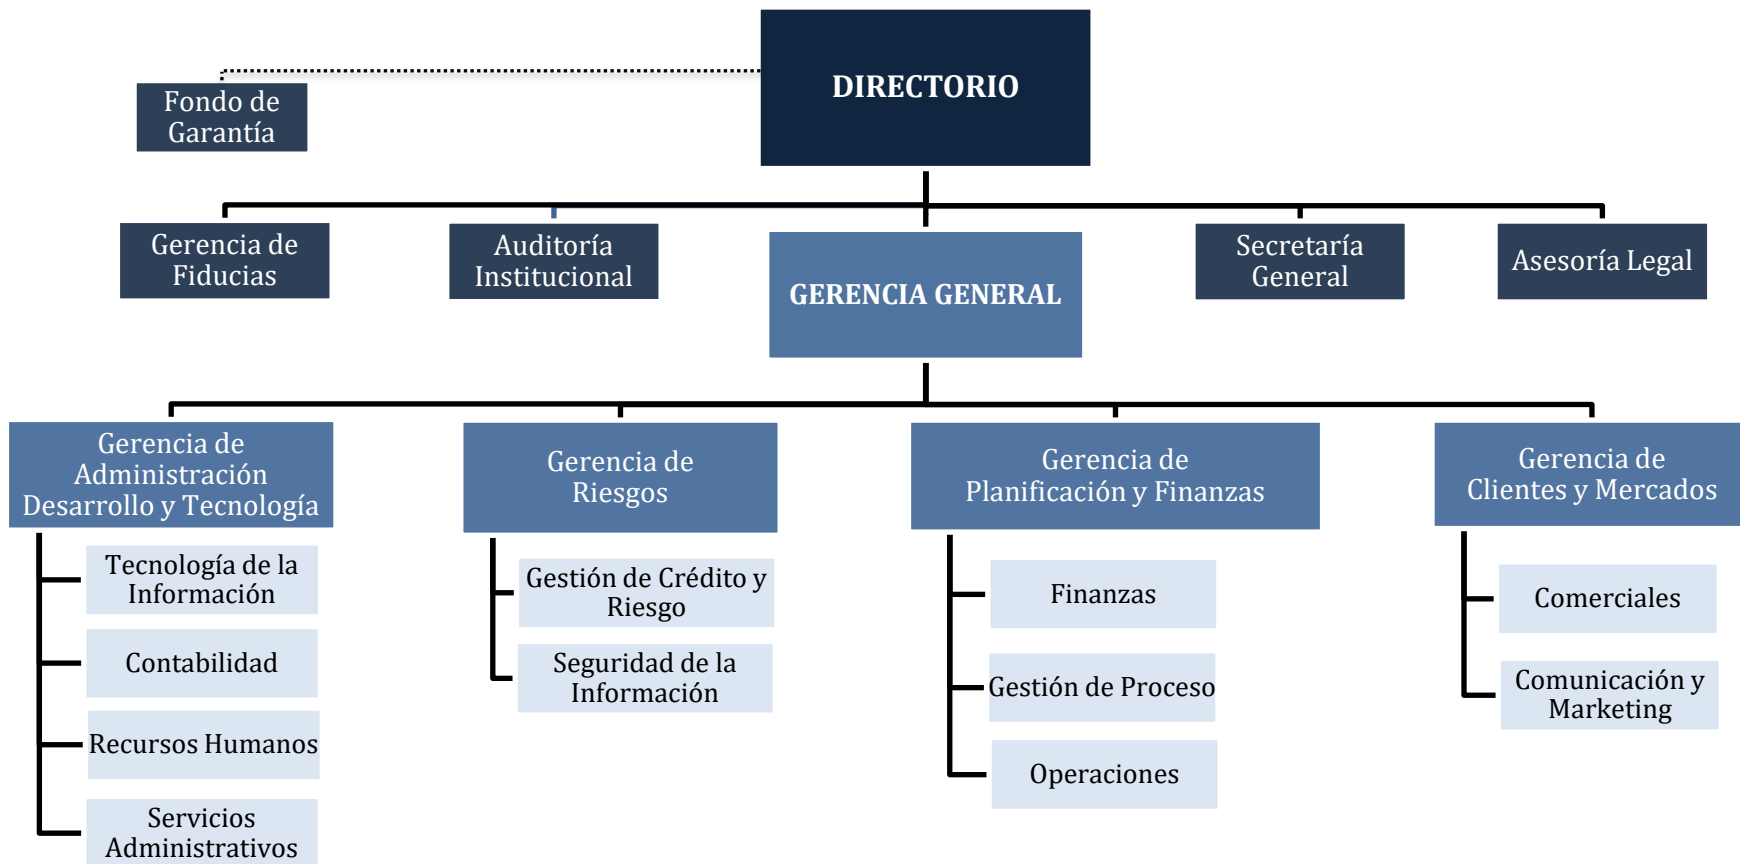 DIRECTORIO
Fondo de
Garantía
Gerencia de
Fiducias
Auditoría
Institucional
GERENCIA GENERAL
Secretaría
General
Asesoría Legal
Gerencia de
Administración
Desarrollo y Tecnología
Gerencia de
Riesgos
Gerencia de
Planificación y Finanzas
Gerencia de
Clientes y Mercados
Tecnología de la
Información
Contabilidad
Recursos Humanos
Servicios
Administrativos
Gestión de Crédito y
Riesgo
Seguridad de la
Información
Finanzas
Gestión de Proceso
Operaciones
Comerciales
Comunicación y
Marketing